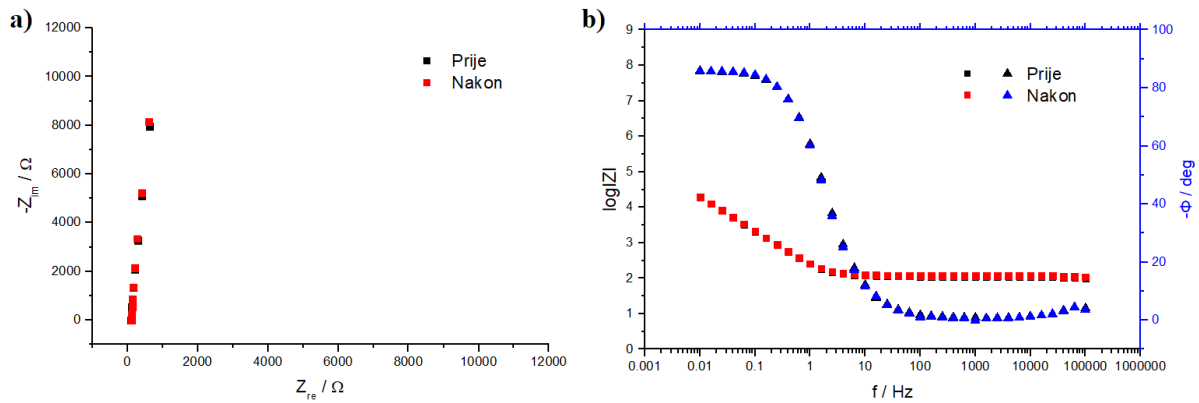 a)
12000
10000
8000
6000
4000
2000
0
-Z_im / Ω
Prije
Nakon
0 2000 4000 6000 8000 10000 12000
Z_re / Ω
b)
9
8
7
6
5
4
3
2
1
0
logIZI
Prije
Nakon
100
80
60
40
20
0
-Φ / deg
0.001 0.01 0.1 1 10 100 1000 10000 100000 1000000
f / Hz